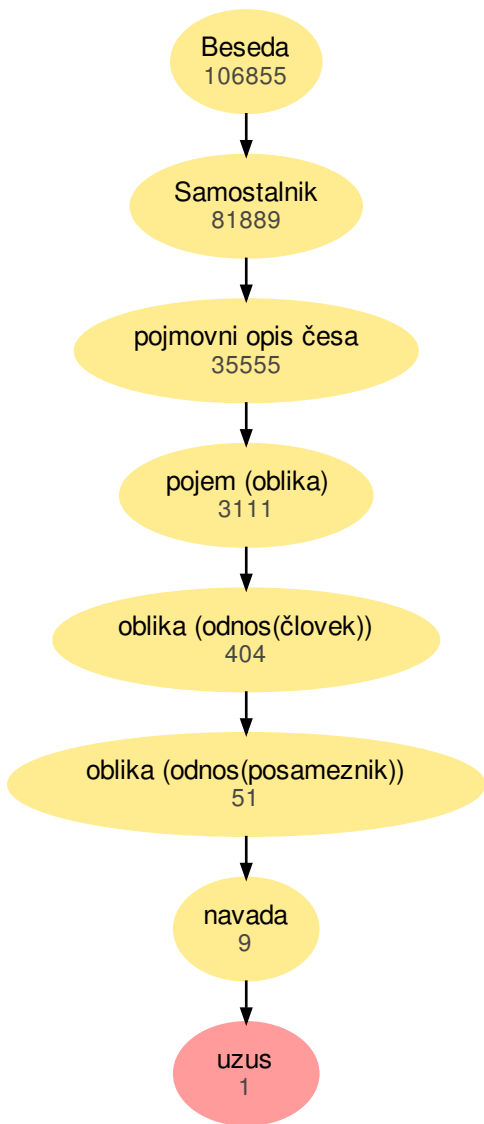 Beseda
106855
Samostalnik
81889
pojmovni opis česa
35555
pojem (oblika)
3111
oblika (odnos(človek))
404
oblika (odnos(posameznik))
51
navada
9
uzus
1